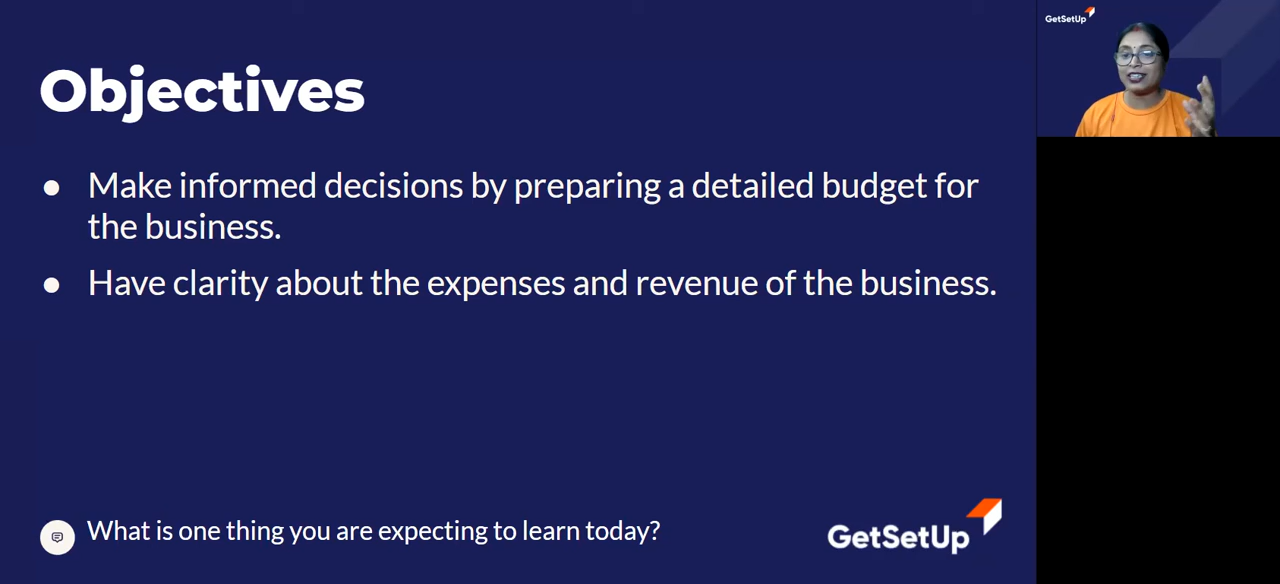 Objectives
● Make informed decisions by preparing a detailed budget for
the business.
● Have clarity about the expenses and revenue of the business.
What is one thing you are expecting to learn today?
GetSetUp
GetSetUp